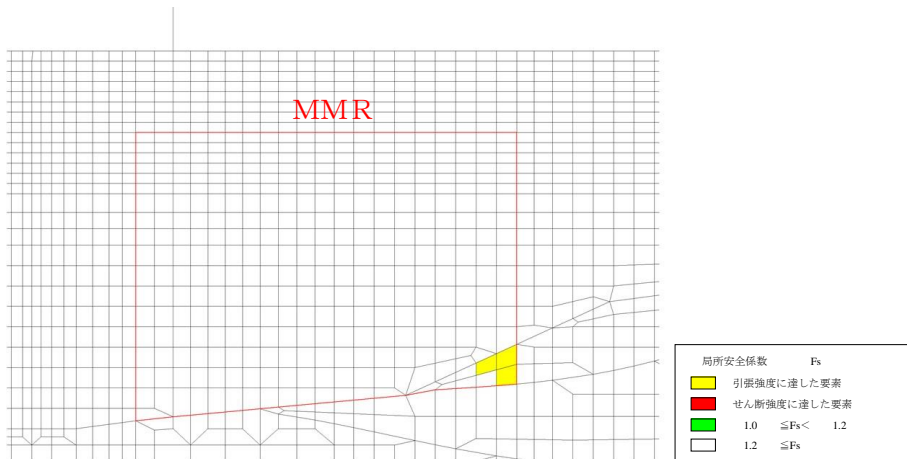 MMR
局所安全係数 Fs
引張強度に達した要素
せん断強度に達した要素
1.0 ≦Fs< 1.2
1.2 ≦Fs